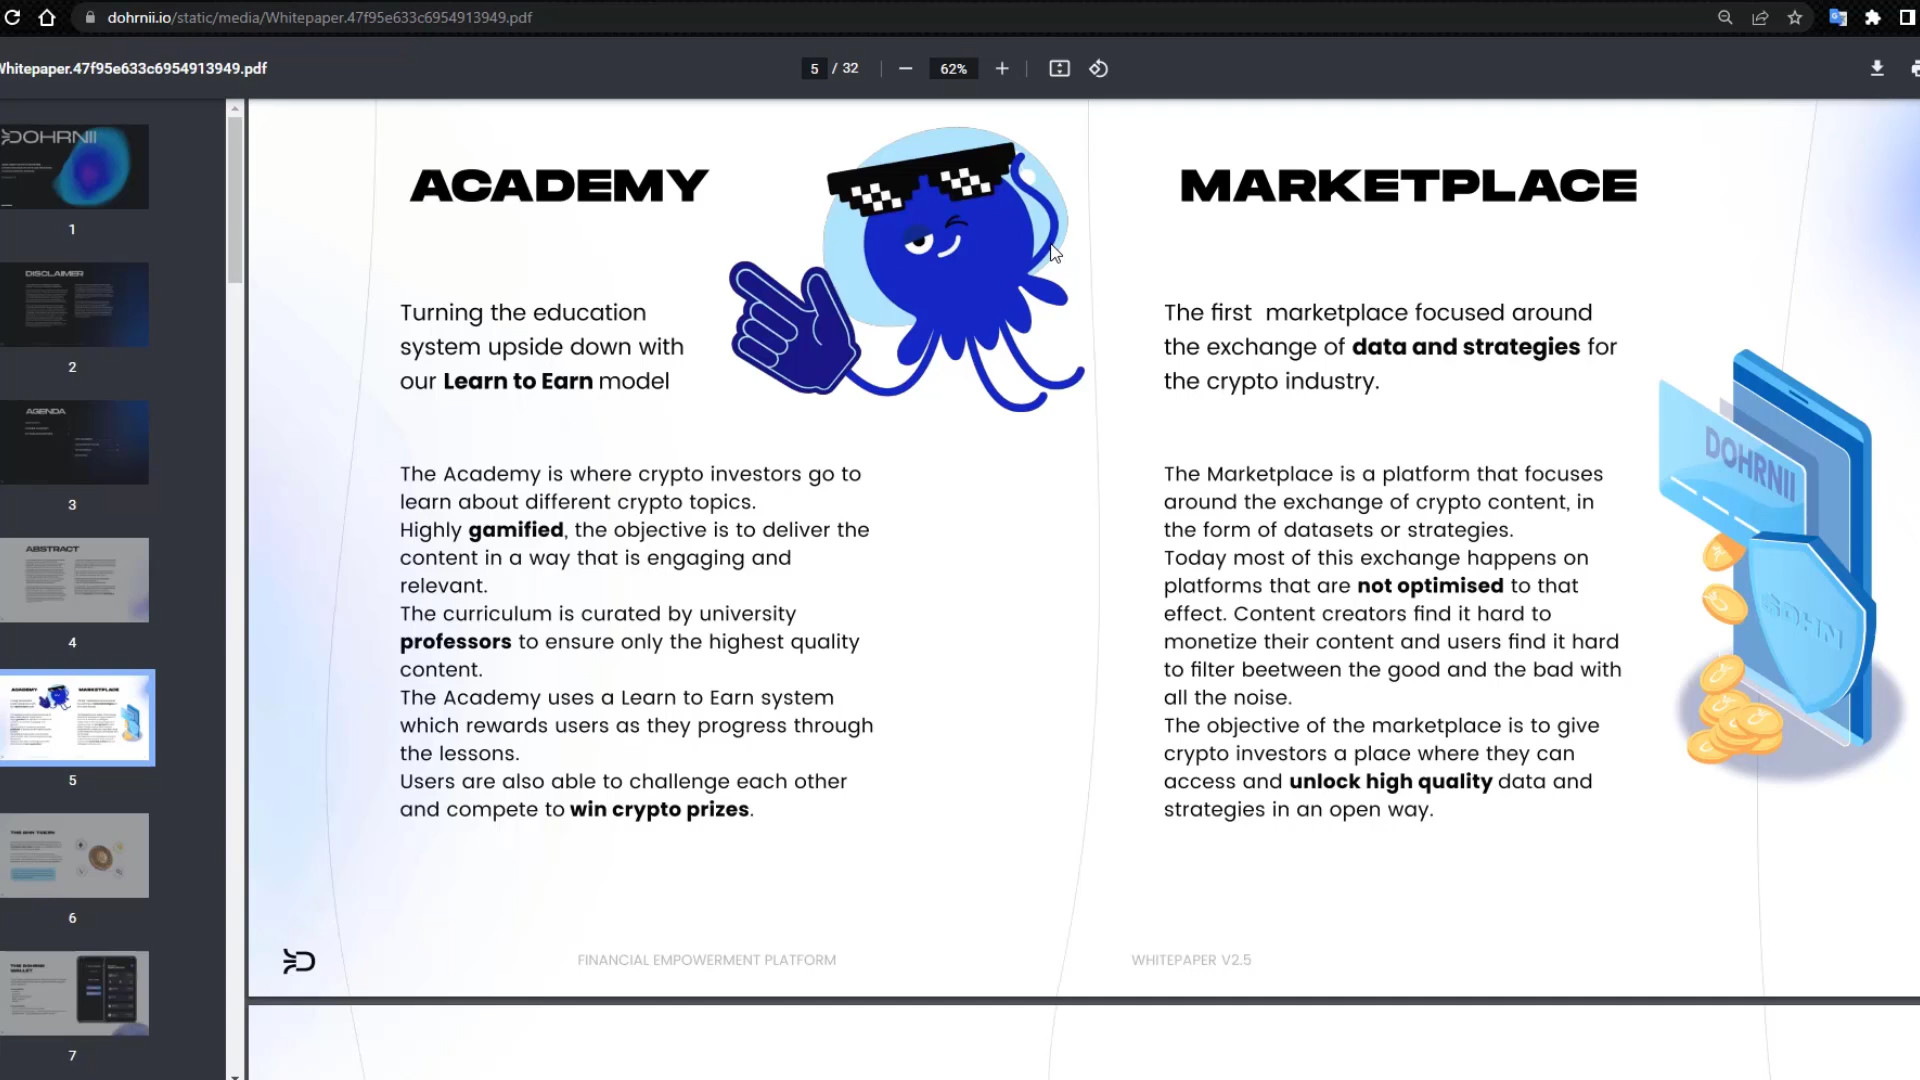 dohrnii.io/static/media/Whitepaper.47f95e633c6954913949.pdf
Whitepaper.47f95e633c6954913949.pdf
5 / 32
62%
DOHRNII
1
DISCLAIMER
2
AGENDA
3
ABSTRACT
4
ACADEMY
MARKETPLACE
5
6
7
ACADEMY
Turning the education
system upside down with
our Learn to Earn model
The Academy is where crypto investors go to
learn about different crypto topics.
Highly gamified, the objective is to deliver the
content in a way that is engaging and
relevant.
The curriculum is curated by university
professors to ensure only the highest quality
content.
The Academy uses a Learn to Earn system
which rewards users as they progress through
the lessons.
Users are also able to challenge each other
and compete to win crypto prizes.
MARKETPLACE
The first  marketplace focused around
the exchange of data and strategies for
the crypto industry.
The Marketplace is a platform that focuses
around the exchange of crypto content, in
the form of datasets or strategies.
Today most of this exchange happens on
platforms that are not optimised to that
effect. Content creators find it hard to
monetize their content and users find it hard
to filter beetween the good and the bad with
all the noise.
The objective of the marketplace is to give
crypto investors a place where they can
access and unlock high quality data and
strategies in an open way.
DOHRNII
FINANCIAL EMPOWERMENT PLATFORM
WHITEPAPER V2.5